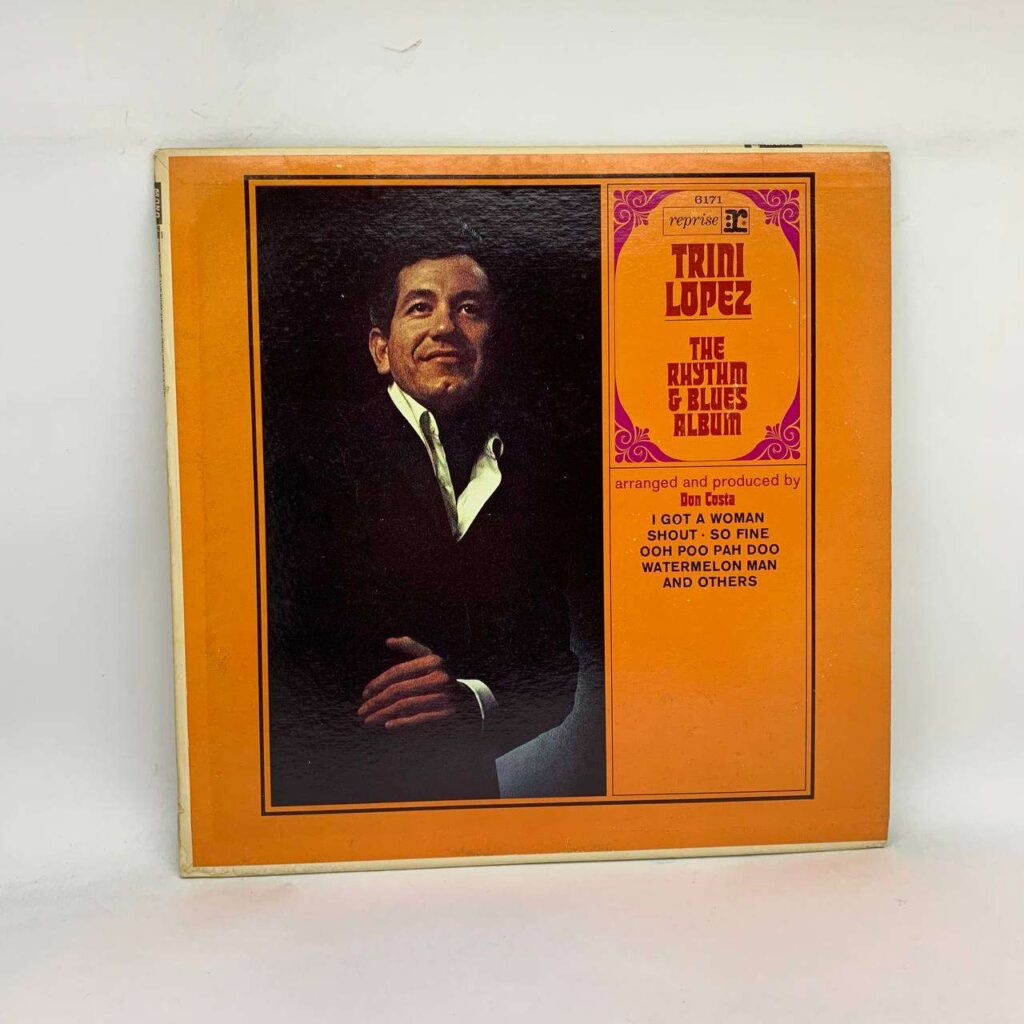 MONO
6171
reprise r:
TRINI
LOPEZ
THE
RHYTHM
& BLUES
ALBUM
arranged and produced by
Don Costa
I GOT A WOMAN
SHOUT · SO FINE
OOH POO PAH DOO
WATERMELON MAN
AND OTHERS